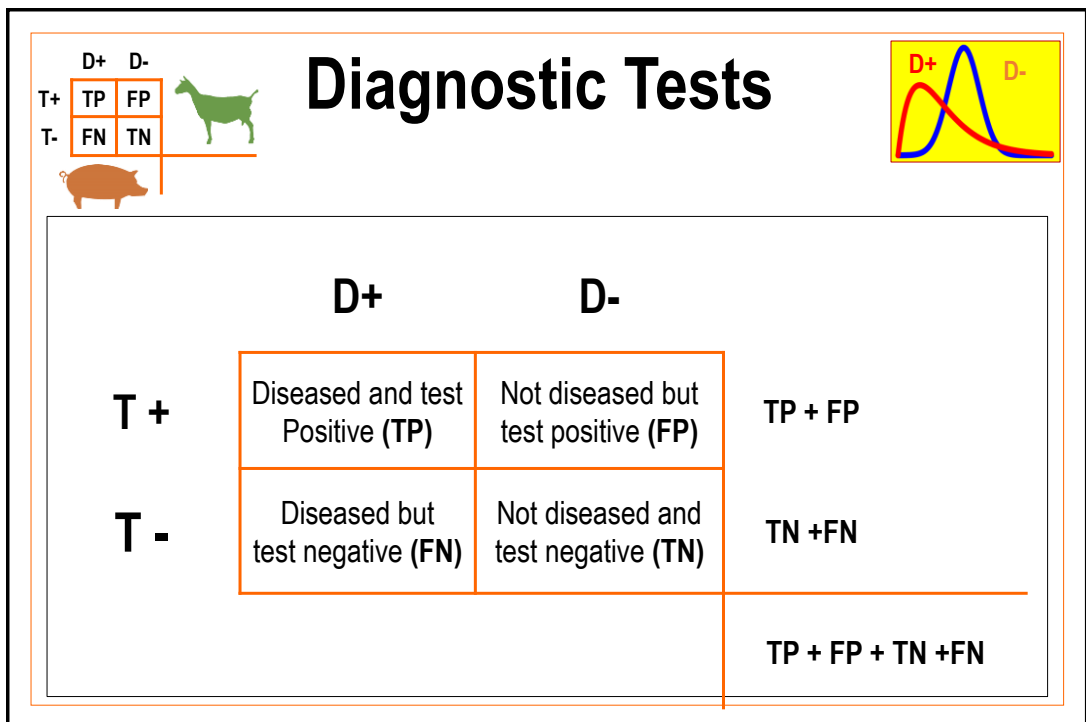 D+ D-
T+ TP FP
T- FN TN
Diagnostic Tests
D+ D-
D+ D-
T + Diseased and test Not diseased but TP + FP
Positive (TP) test positive (FP)
T - Diseased but Not diseased and TN +FN
test negative (FN) test negative (TN)
TP + FP + TN +FN